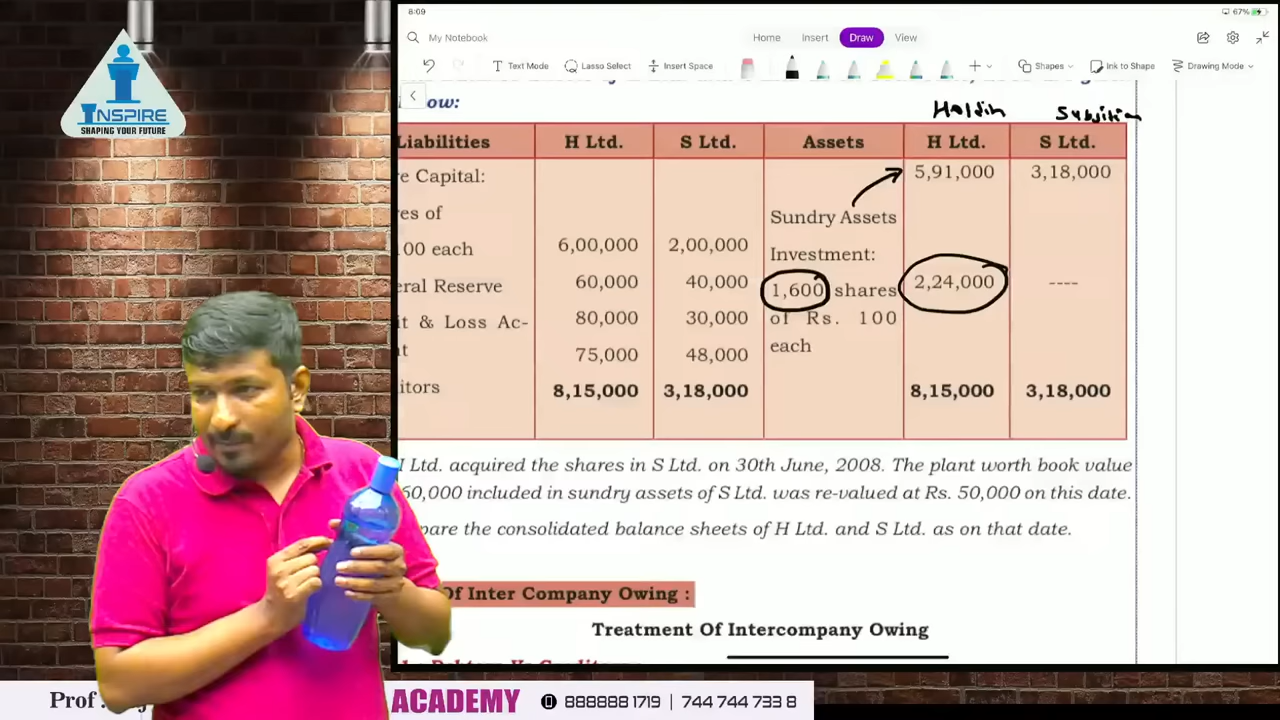 8:09
67%
My Notebook
Home Insert Draw View
Text Mode Lasso Select Insert Space Shapes Ink to Shape Drawing Mode
INSPIRE
SHAPING YOUR FUTURE
ow:
Holdin
Liabilities H Ltd. S Ltd. Assets H Ltd. S Ltd.
re Capital: 5,91,000 3,18,000
res of Sundry Assets
00 each 6,00,000 2,00,000 Investment:
eral Reserve 60,000 40,000 1,600 shares 2,24,000 ----
it & Loss Ac- 80,000 30,000 of Rs. 100
t 75,000 48,000 each
itors 8,15,000 3,18,000 8,15,000 3,18,000
H Ltd. acquired the shares in S Ltd. on 30th June, 2008. The plant worth book value
60,000 included in sundry assets of S Ltd. was re-valued at Rs. 50,000 on this date.
pare the consolidated balance sheets of H Ltd. and S Ltd. as on that date.
Of Inter Company Owing :
Treatment Of Intercompany Owing
Prof : ACADEMY 888888 1719 | 744 744 733 8